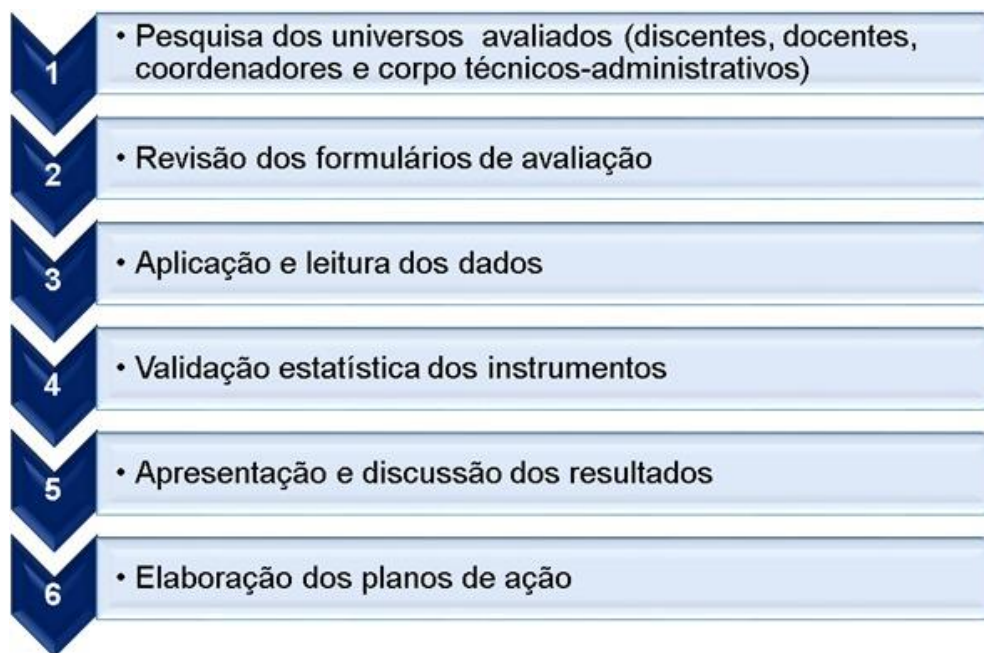 1
• Pesquisa dos universos avaliados (discentes, docentes,
coordenadores e corpo técnicos-administrativos)
2
• Revisão dos formulários de avaliação
3
• Aplicação e leitura dos dados
4
• Validação estatística dos instrumentos
5
• Apresentação e discussão dos resultados
6
• Elaboração dos planos de ação